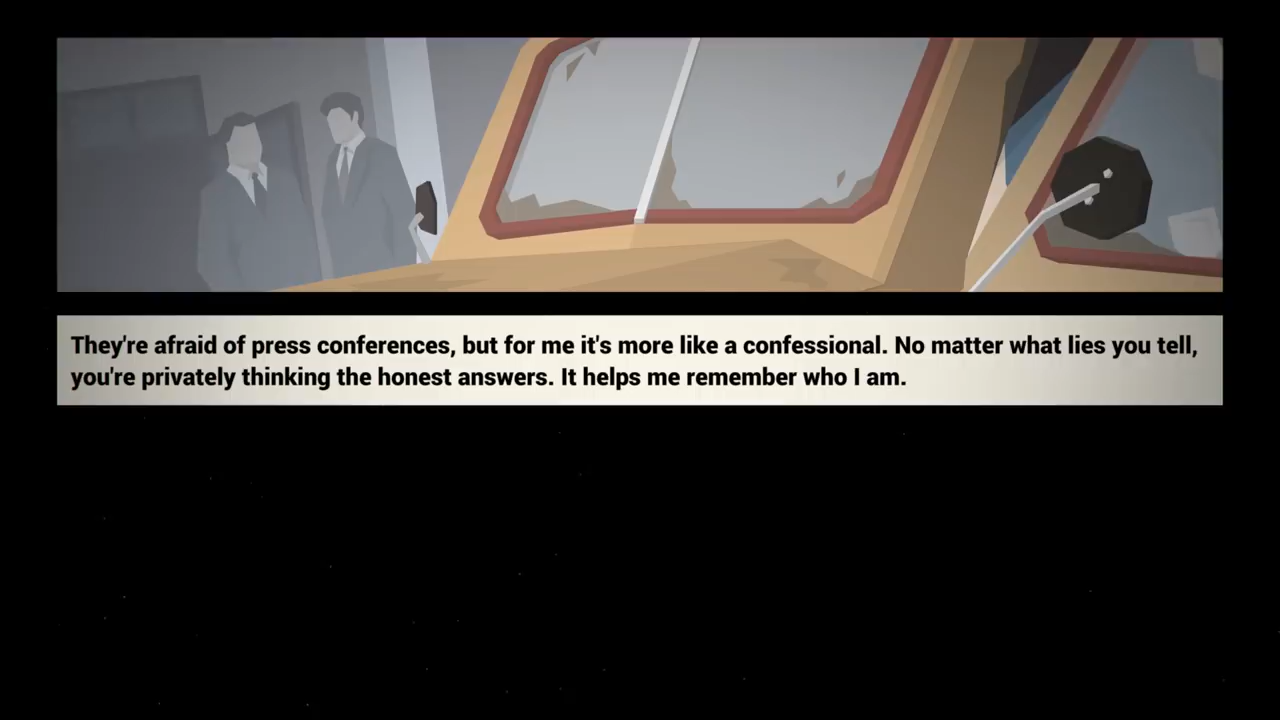 They're afraid of press conferences, but for me it's more like a confessional. No matter what lies you tell,
you're privately thinking the honest answers. It helps me remember who I am.